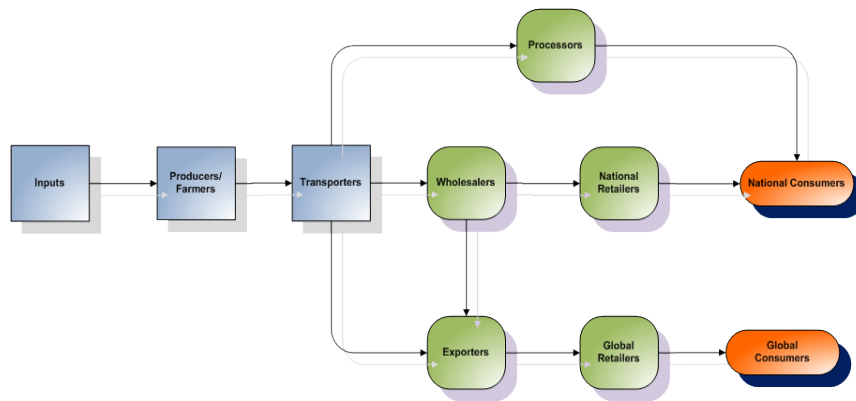 Processors
Inputs
Producers/
Farmers
Transporters
Wholesalers
National
Retailers
National Consumers
Exporters
Global
Retailers
Global
Consumers